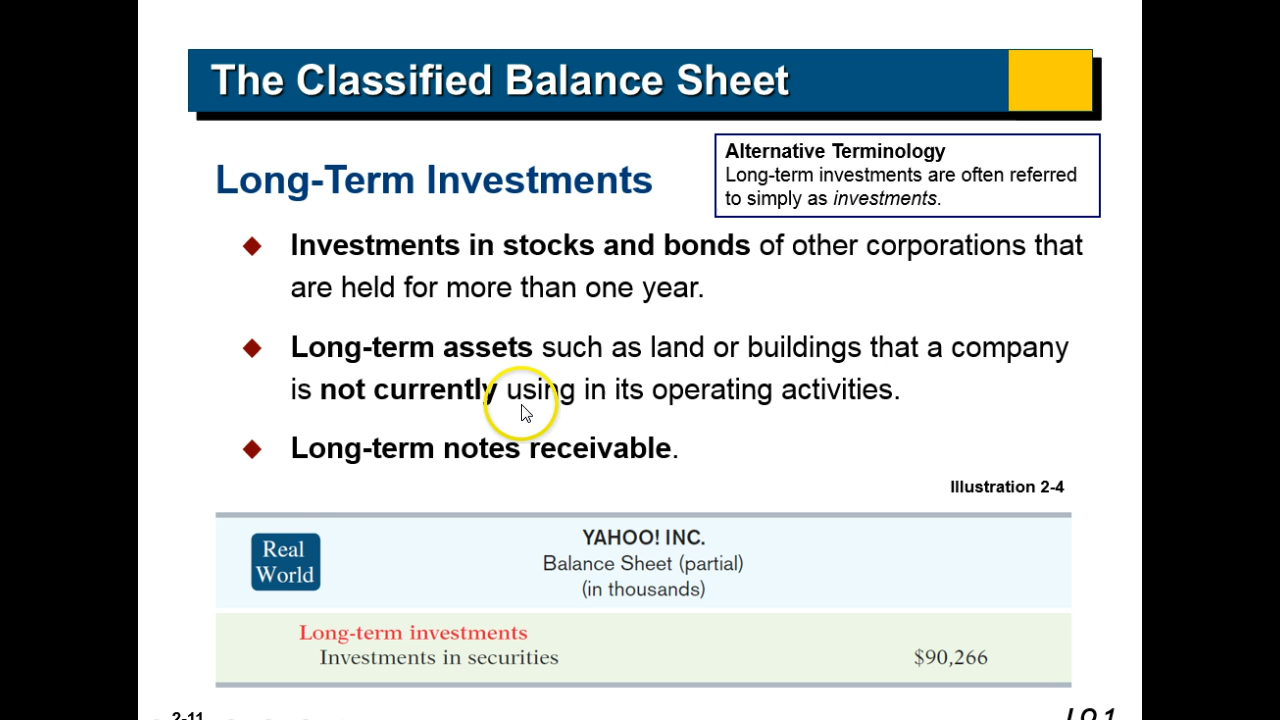 The Classified Balance Sheet
Alternative Terminology
Long-term investments are often referred
to simply as investments.
Long-Term Investments
Investments in stocks and bonds of other corporations that
are held for more than one year.
Long-term assets such as land or buildings that a company
is not currently using in its operating activities.
Long-term notes receivable.
Illustration 2-4
Real
World
YAHOO! INC.
Balance Sheet (partial)
(in thousands)
Long-term investments
Investments in securities $90,266
2-11
LO 1